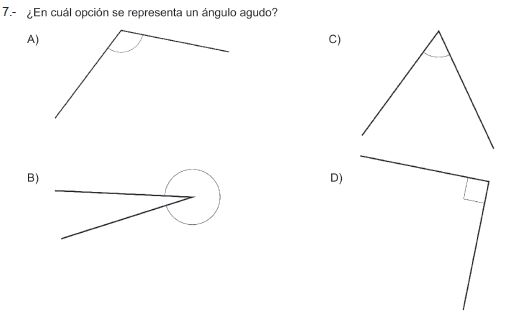 7.- ¿En cuál opción se representa un ángulo agudo?
A)
C)
B)
D)